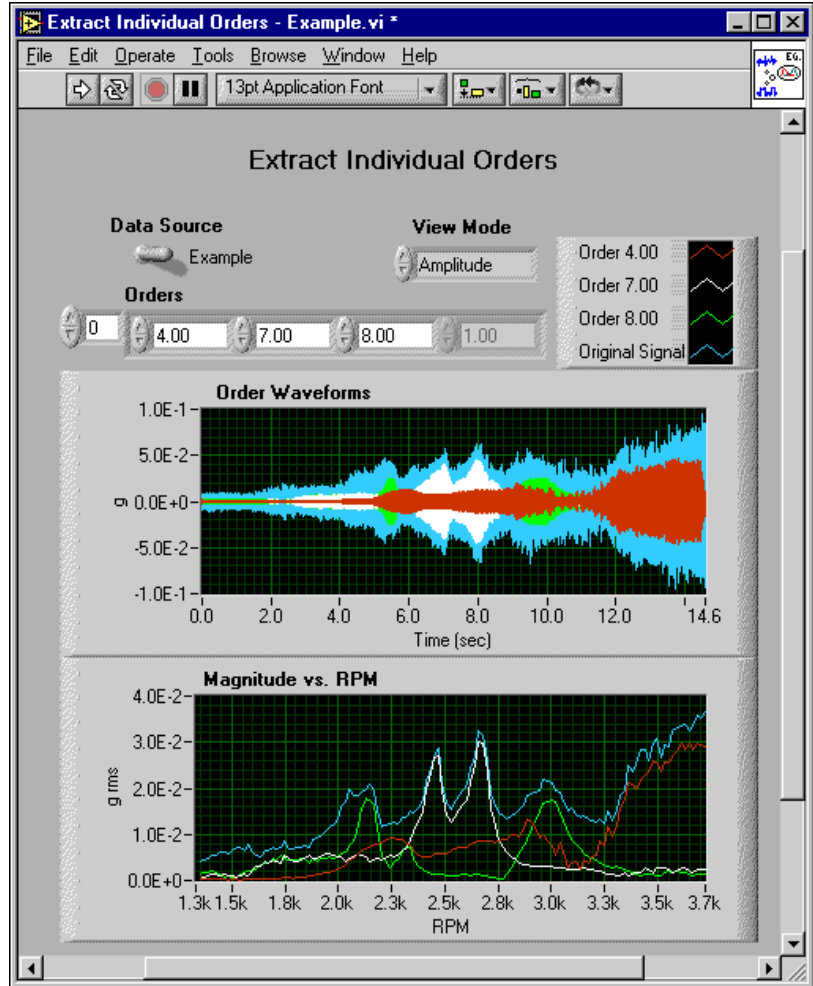 Extract Individual Orders - Example.vi *
File Edit Operate Tools Browse Window Help
13pt Application Font
EG.
Extract Individual Orders
Data Source
Example
View Mode
Amplitude
Orders
0 4.00 7.00 8.00 1.00
Order 4.00
Order 7.00
Order 8.00
Original Signal
Order Waveforms
1.0E-1
5.0E-2
0.0E+0
-5.0E-2
-1.0E-1
g
0.0 2.0 4.0 6.0 8.0 10.0 12.0 14.6
Time (sec)
Magnitude vs. RPM
4.0E-2
3.0E-2
2.0E-2
1.0E-2
0.0E+0
g rms
1.3k 1.5k 1.8k 2.0k 2.3k 2.5k 2.8k 3.0k 3.3k 3.5k 3.7k
RPM